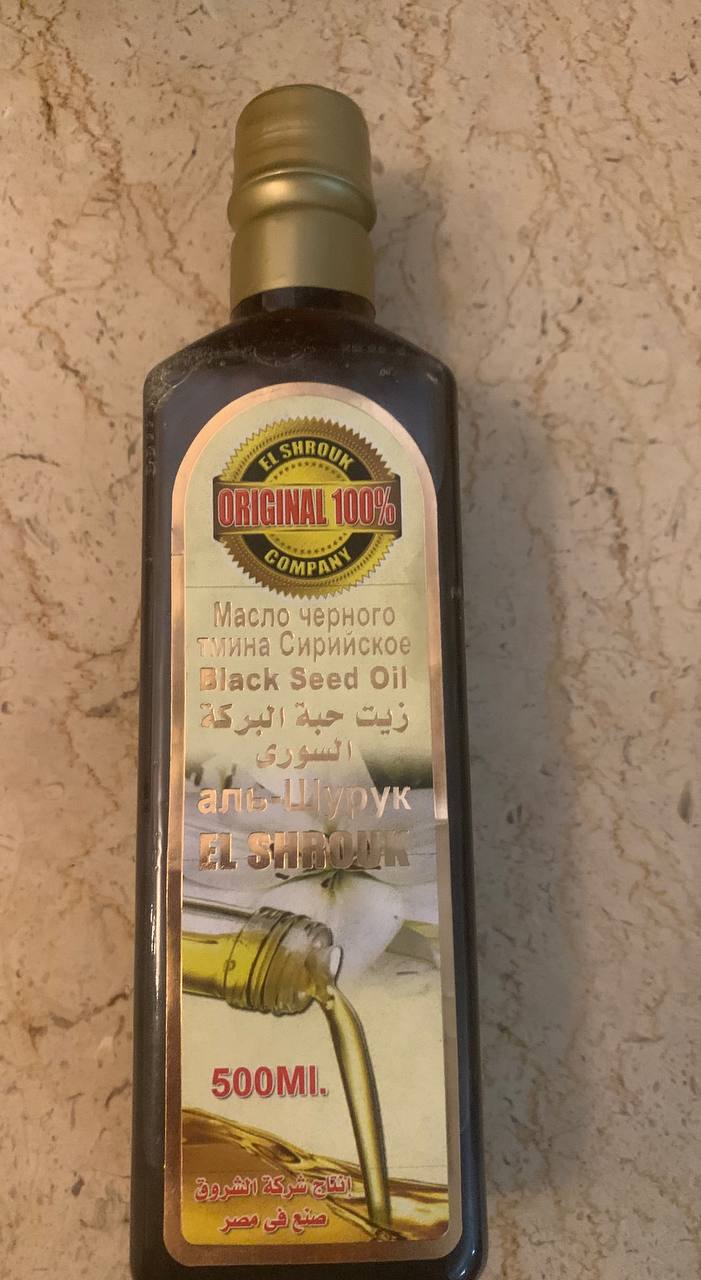 EL SHROUK
ORIGINAL 100%
COMPANY
Масло черного
тмина Сирийское
Black Seed Oil
زيت حبة البركة
السورى
аль-Шурук
EL SHROUK
500Ml.
إنتاج شركة الشروق
صنع فى مصر